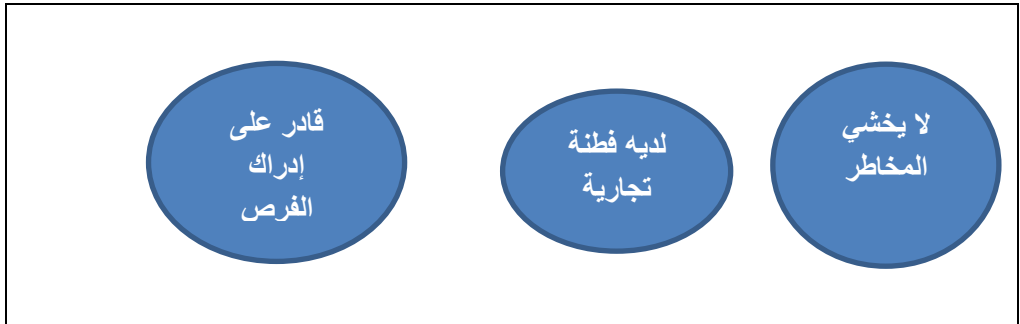 لا يخشي
المخاطر
لديه فطنة
تجارية
قادر على
إدراك
الفرص